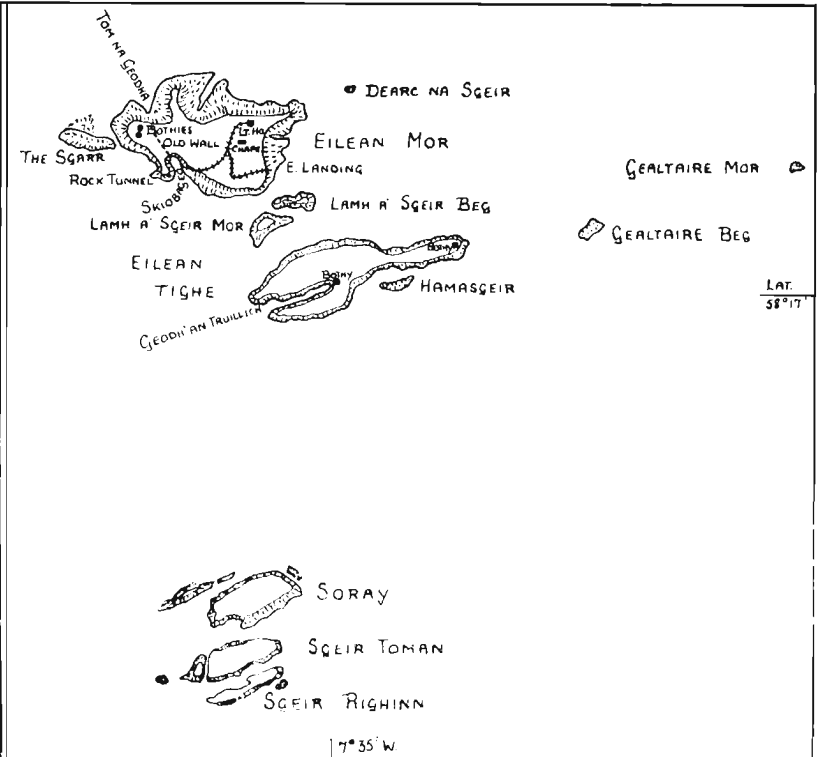 TOM NA GEODHA
DEARC NA SGEIR
BOTHIES
LT. HO.
OLD WALL
CHAPEL
EILEAN MOR
THE SGARR
E. LANDING
GEALTAIRE MOR
ROCK TUNNEL
SKIOBAGEO
LAMH A' SGEIR BEG
LAMH A' SGEIR MOR
GEALTAIRE BEG
EILEAN
TIGHE
BOTHY
BOTHY
HAMASGEIR
LAT.
58°17'
GEODH' AN TRUILLICH
SORAY
SGEIR TOMAN
SGEIR RIGHINN
7°35' W.